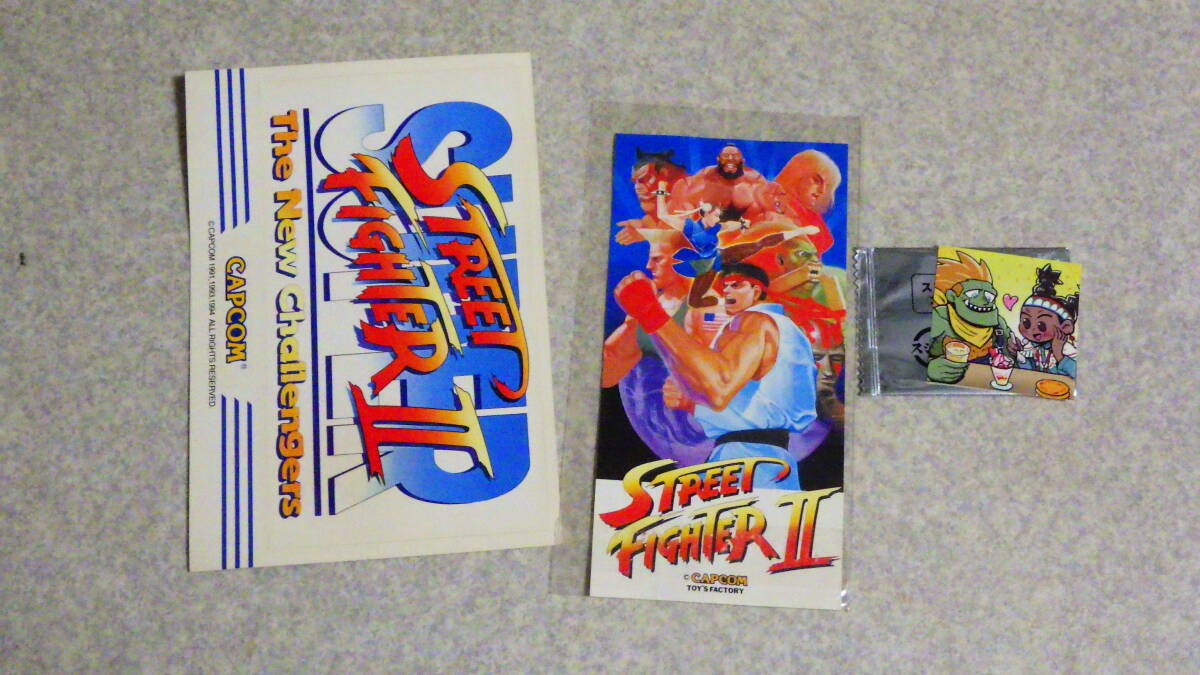 SUPER
STREET
FIGHTER II
The New Challengers
CAPCOM®
©CAPCOM 1991,1993,1994 ALL RIGHTS RESERVED.
STREET
FIGHTER II
©CAPCOM
TOY'S FACTORY